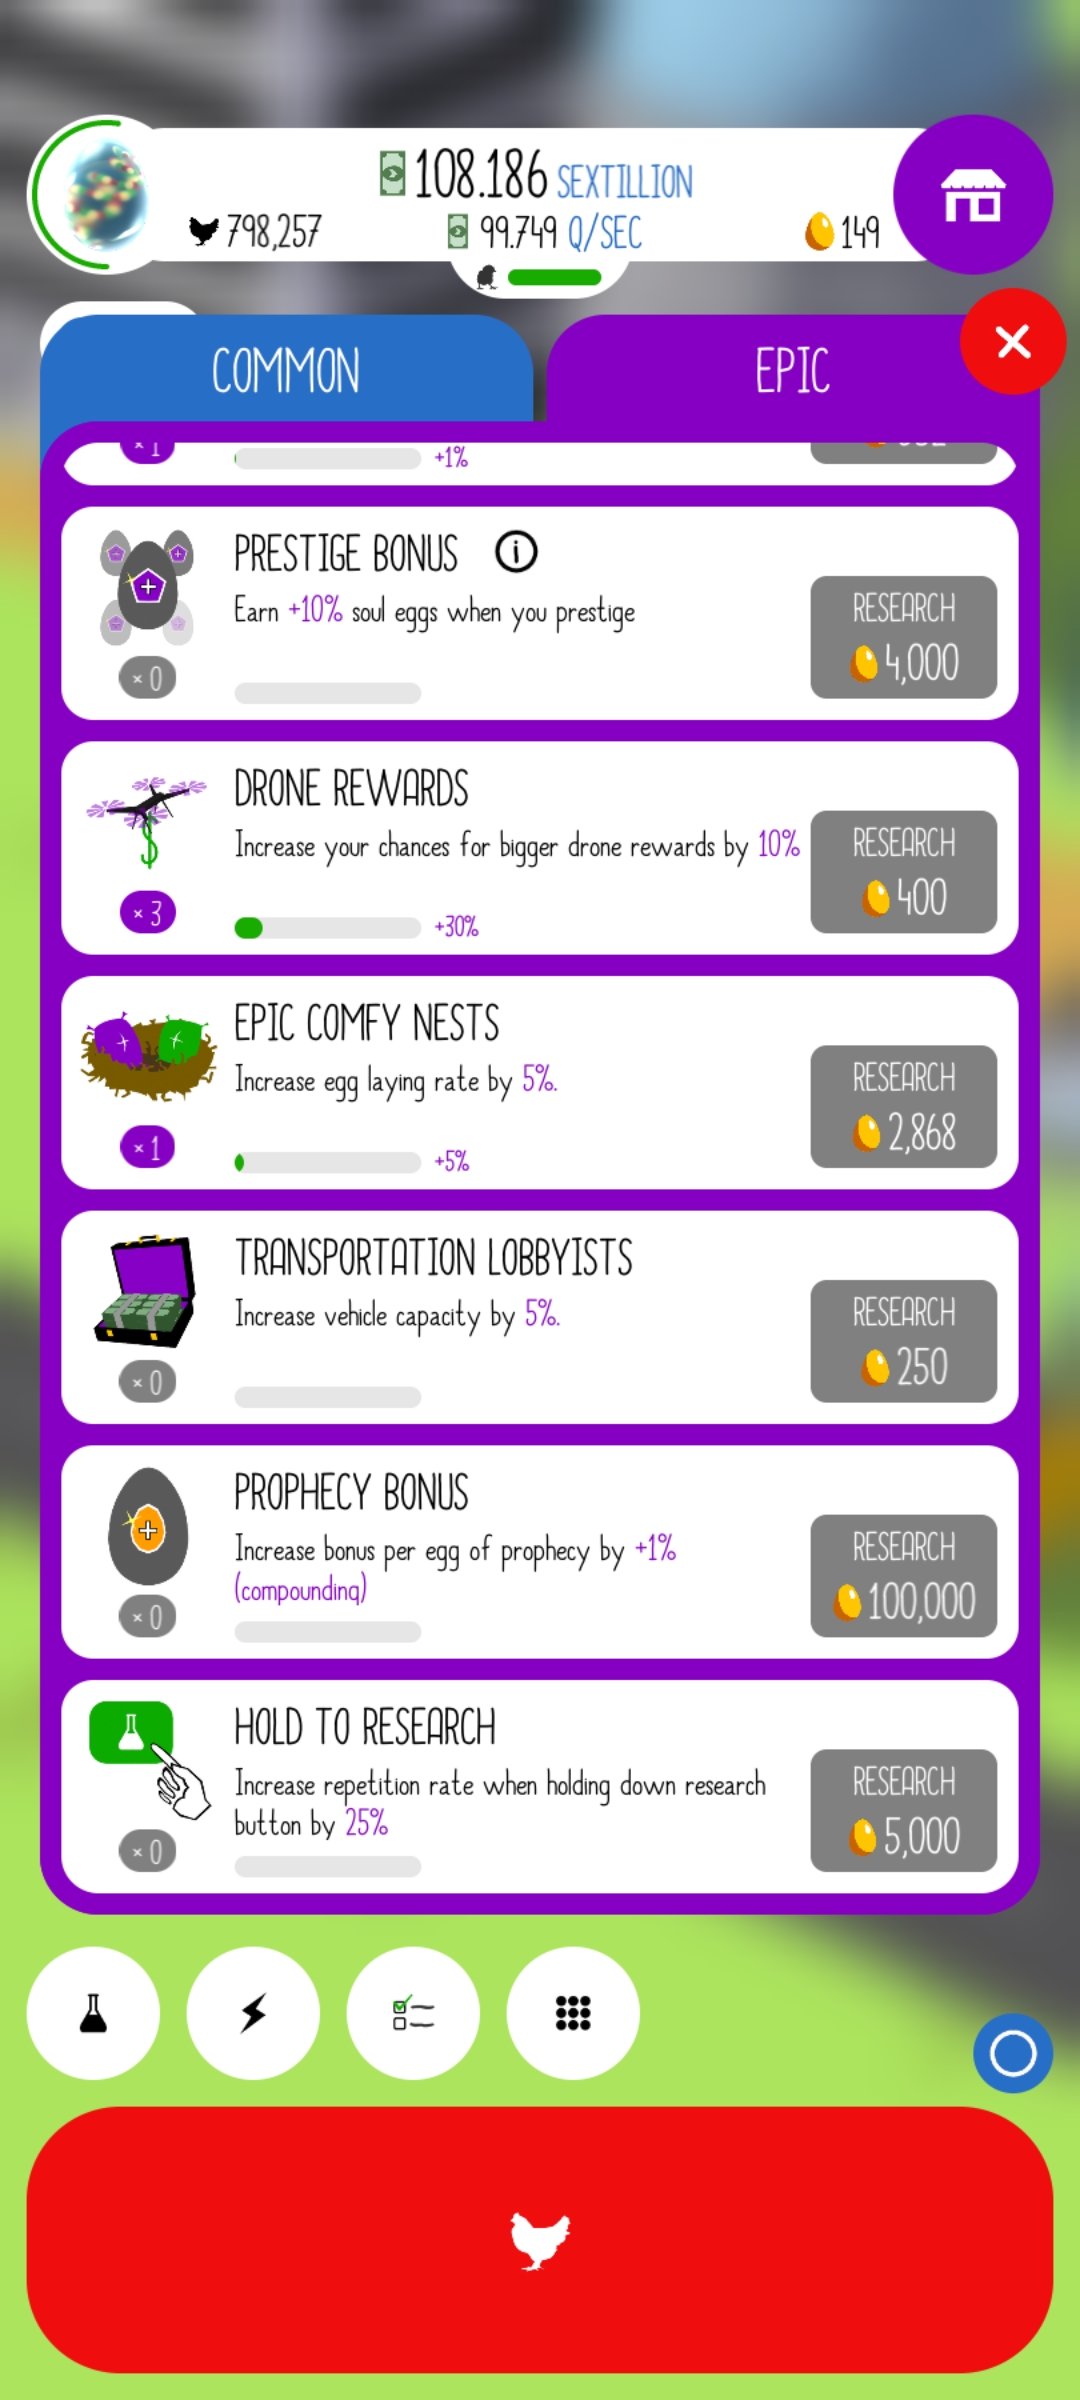 108.186 SEXTILLION
798,257
99.749 Q/SEC
149
COMMON
EPIC
× 1
+1%
PRESTIGE BONUS
Earn +10% soul eggs when you prestige
RESEARCH
4,000
× 0
DRONE REWARDS
Increase your chances for bigger drone rewards by 10%
RESEARCH
400
× 3
+30%
EPIC COMFY NESTS
Increase egg laying rate by 5%.
RESEARCH
2,868
× 1
+5%
TRANSPORTATION LOBBYISTS
Increase vehicle capacity by 5%.
RESEARCH
250
× 0
PROPHECY BONUS
Increase bonus per egg of prophecy by +1%
(compounding)
RESEARCH
100,000
× 0
HOLD TO RESEARCH
Increase repetition rate when holding down research
button by 25%
RESEARCH
5,000
× 0